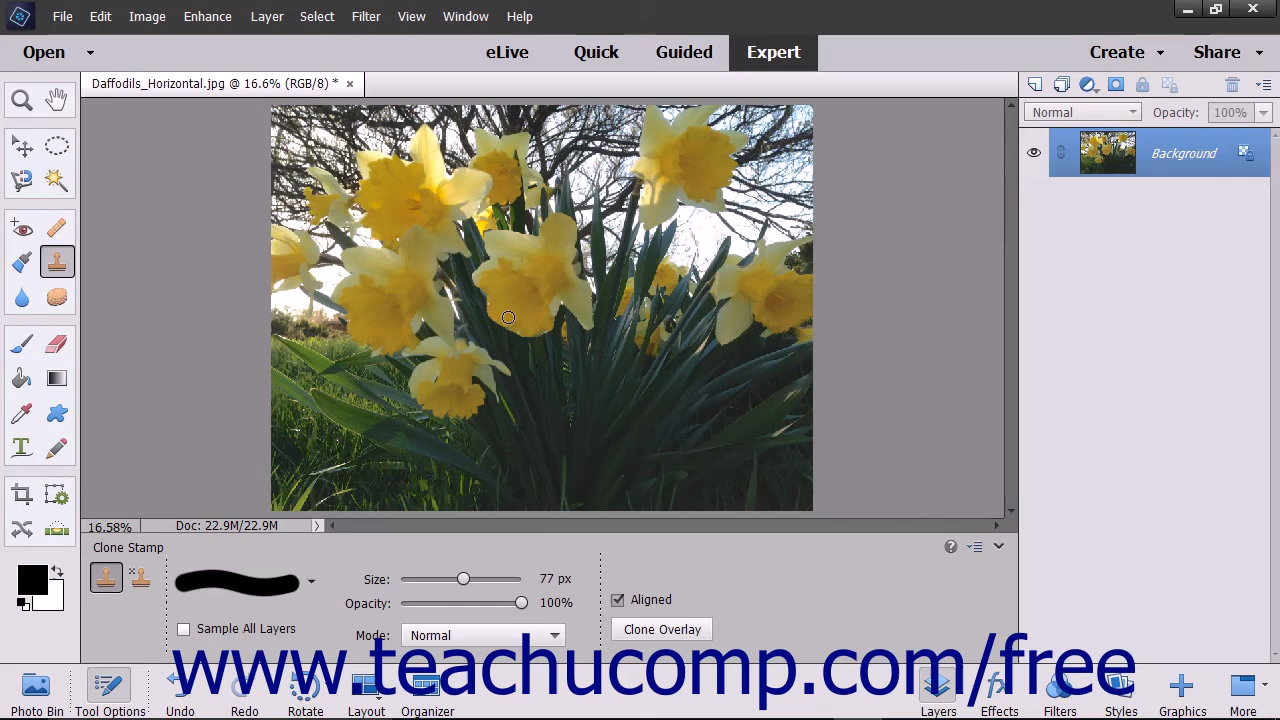 File Edit Image Enhance Layer Select Filter View Window Help
Open eLive Quick Guided Expert Create Share
Daffodils_Horizontal.jpg @ 16.6% (RGB/8) *
Normal Opacity: 100%
Background
16.58% Doc: 22.9M/22.9M
Clone Stamp
Size: 77 px
Opacity: 100%
Aligned
Sample All Layers
Mode: Normal
Clone Overlay
www.teachucomp.com/free
Photo Bin Tool Options Undo Redo Rotate Layout Organizer Layers Effects Filters Styles Graphics More